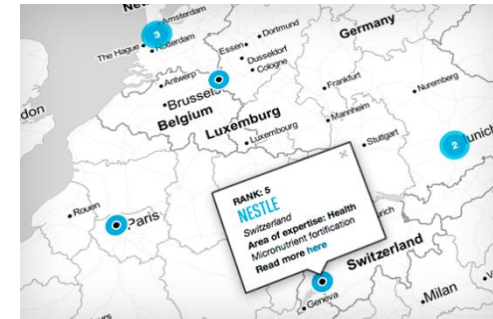 Amsterdam
3
The Hague
Rotterdam
Essen
Dortmund
Dusseldorf
Cologne
Germany
Antwerp
Brussels
Belgium
Frankfurt
Nuremberg
Luxemburg
Luxembourg
Mannheim
Stuttgart
2
Rouen
Paris
×
RANK: 5
NESTLE
Switzerland
Area of expertise: Health
Micronutrient fortification
Read more here
Switzerland
Geneva
Milan